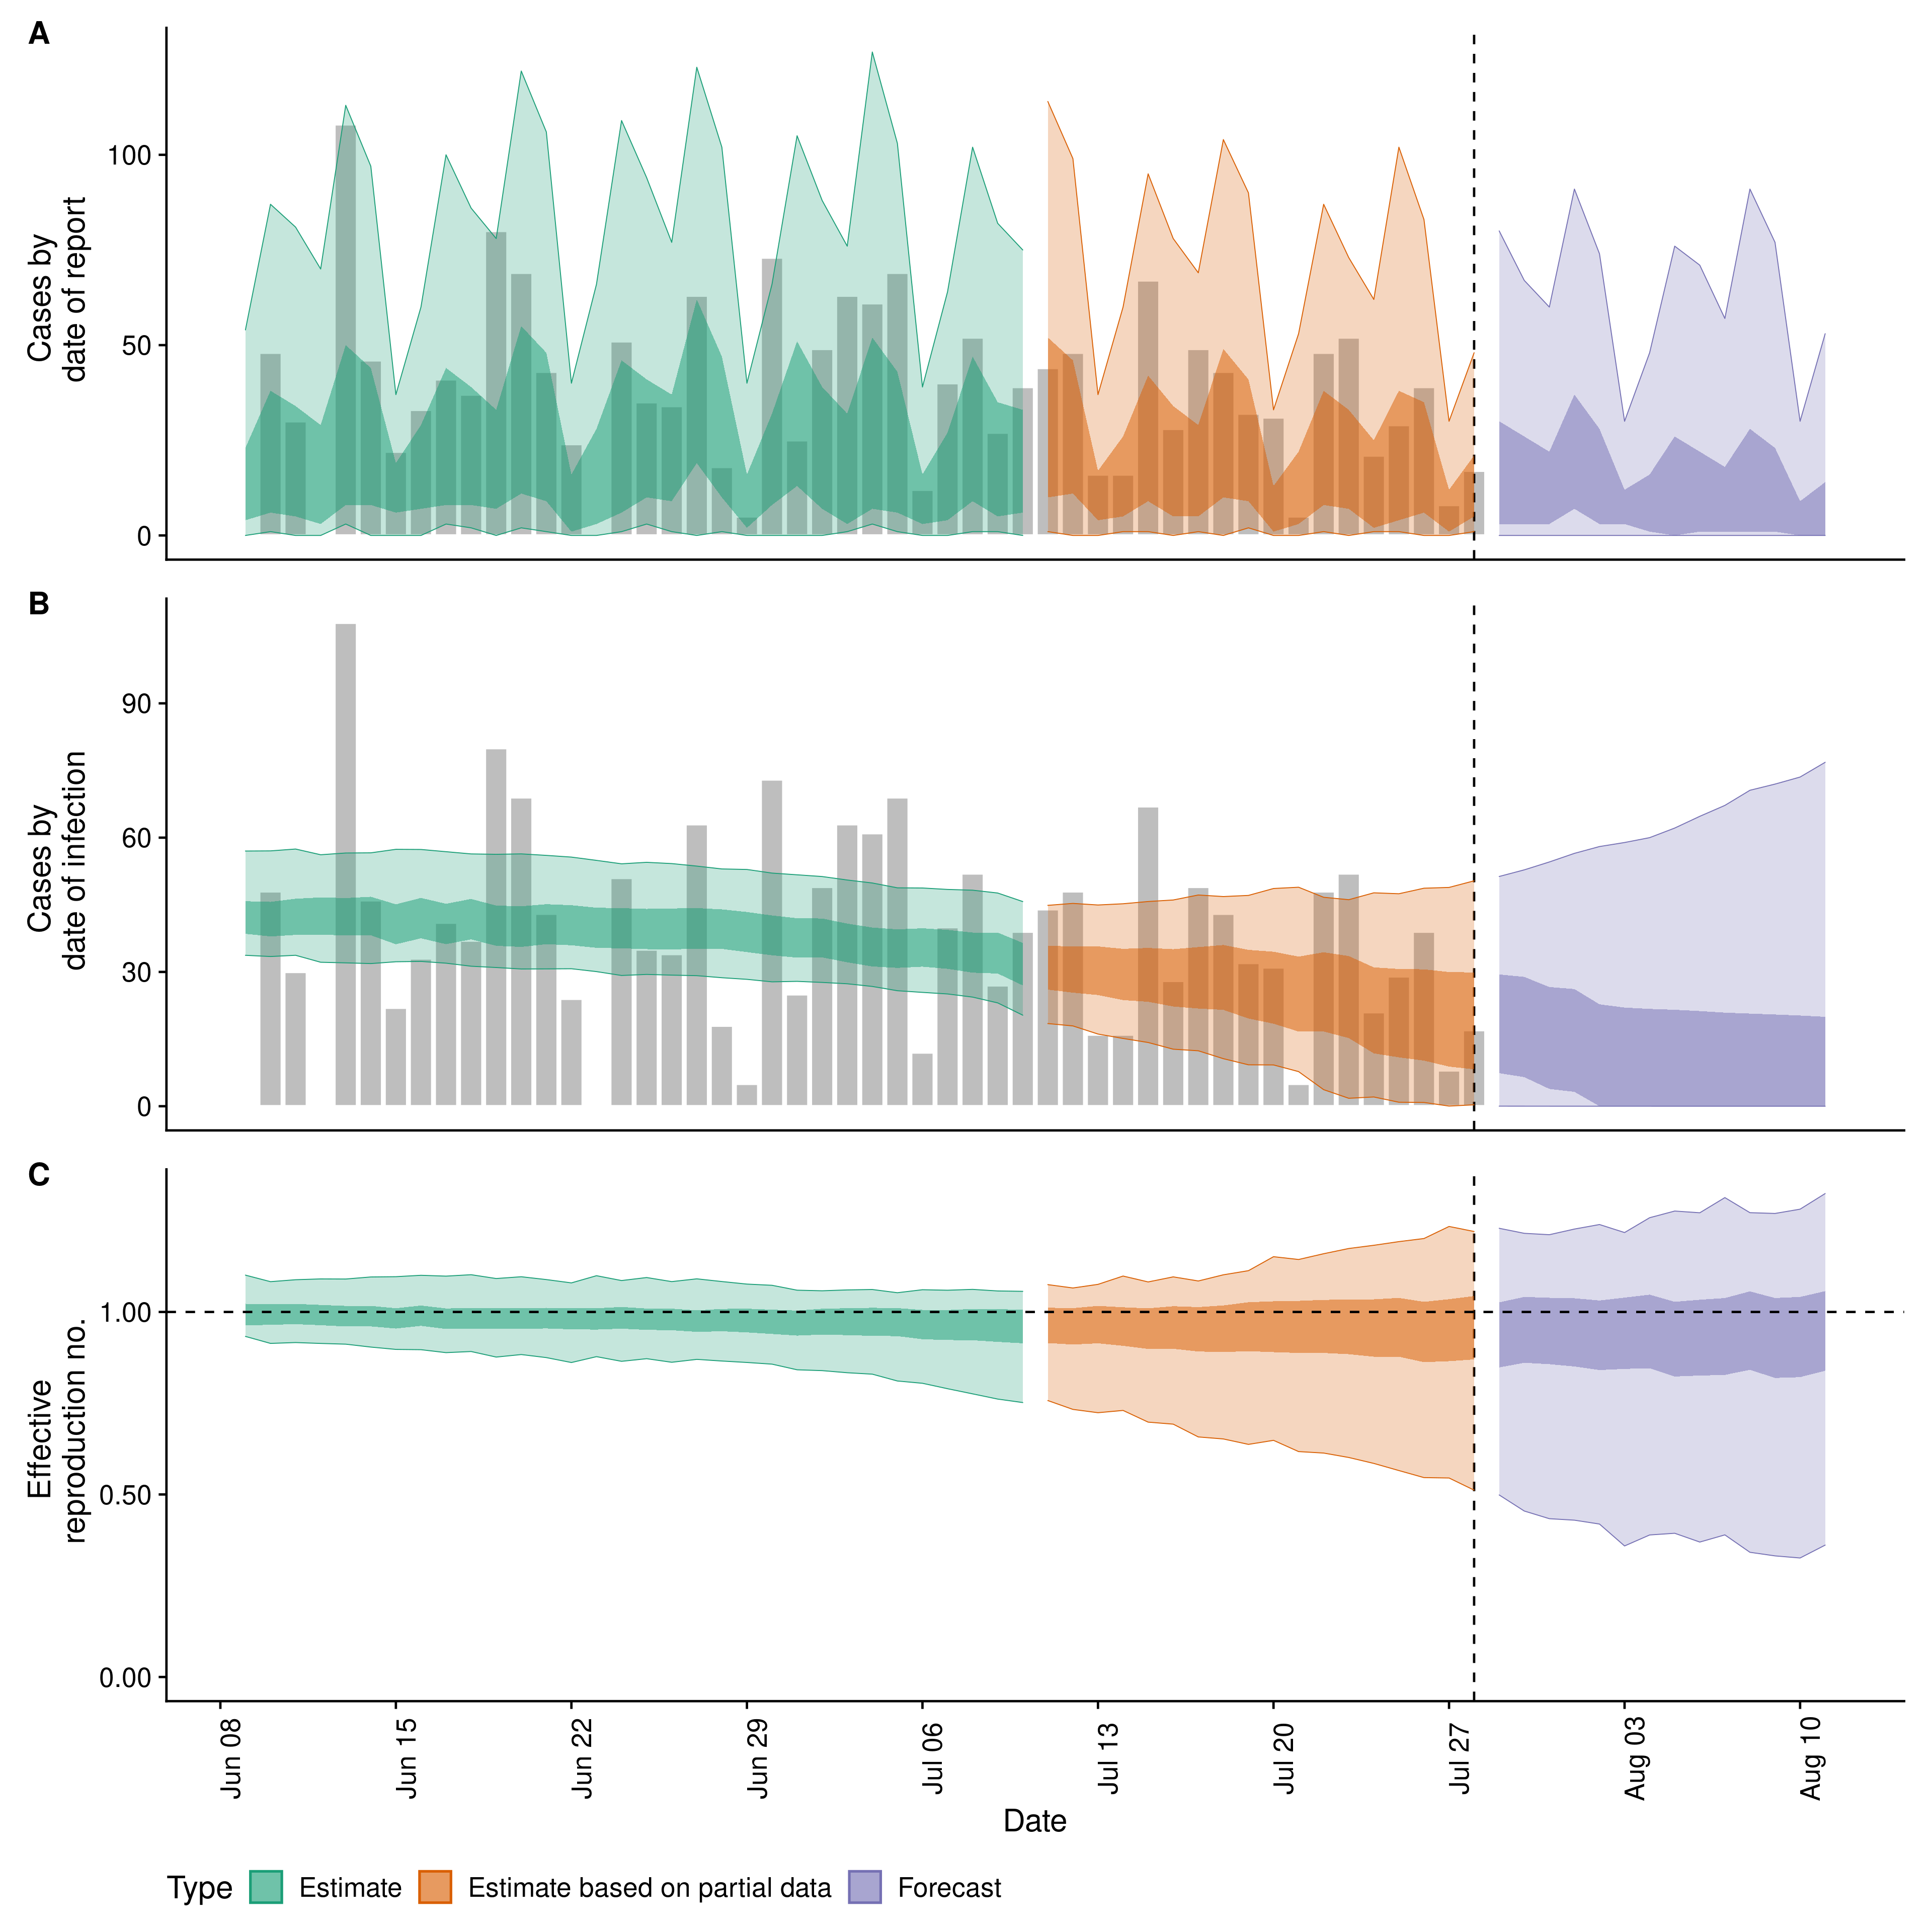 A
Cases by
date of report
100
50
0
B
Cases by
date of infection
90
60
30
0
C
Effective
reproduction no.
1.00
0.50
0.00
Jun 08
Jun 15
Jun 22
Jun 29
Jul 06
Jul 13
Jul 20
Jul 27
Aug 03
Aug 10
Date
Type Estimate Estimate based on partial data Forecast